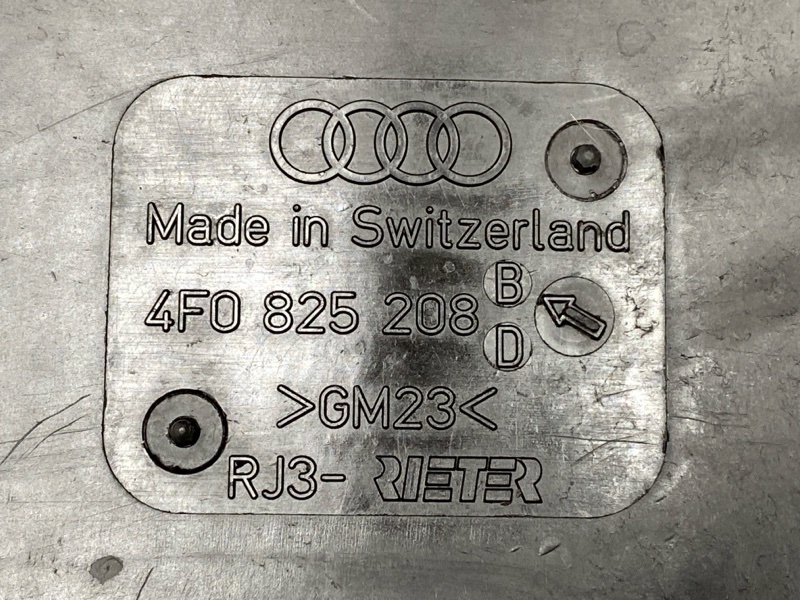 Made in Switzerland
4F0 825 208 B
D
>GM23<
RJ3- RIETER